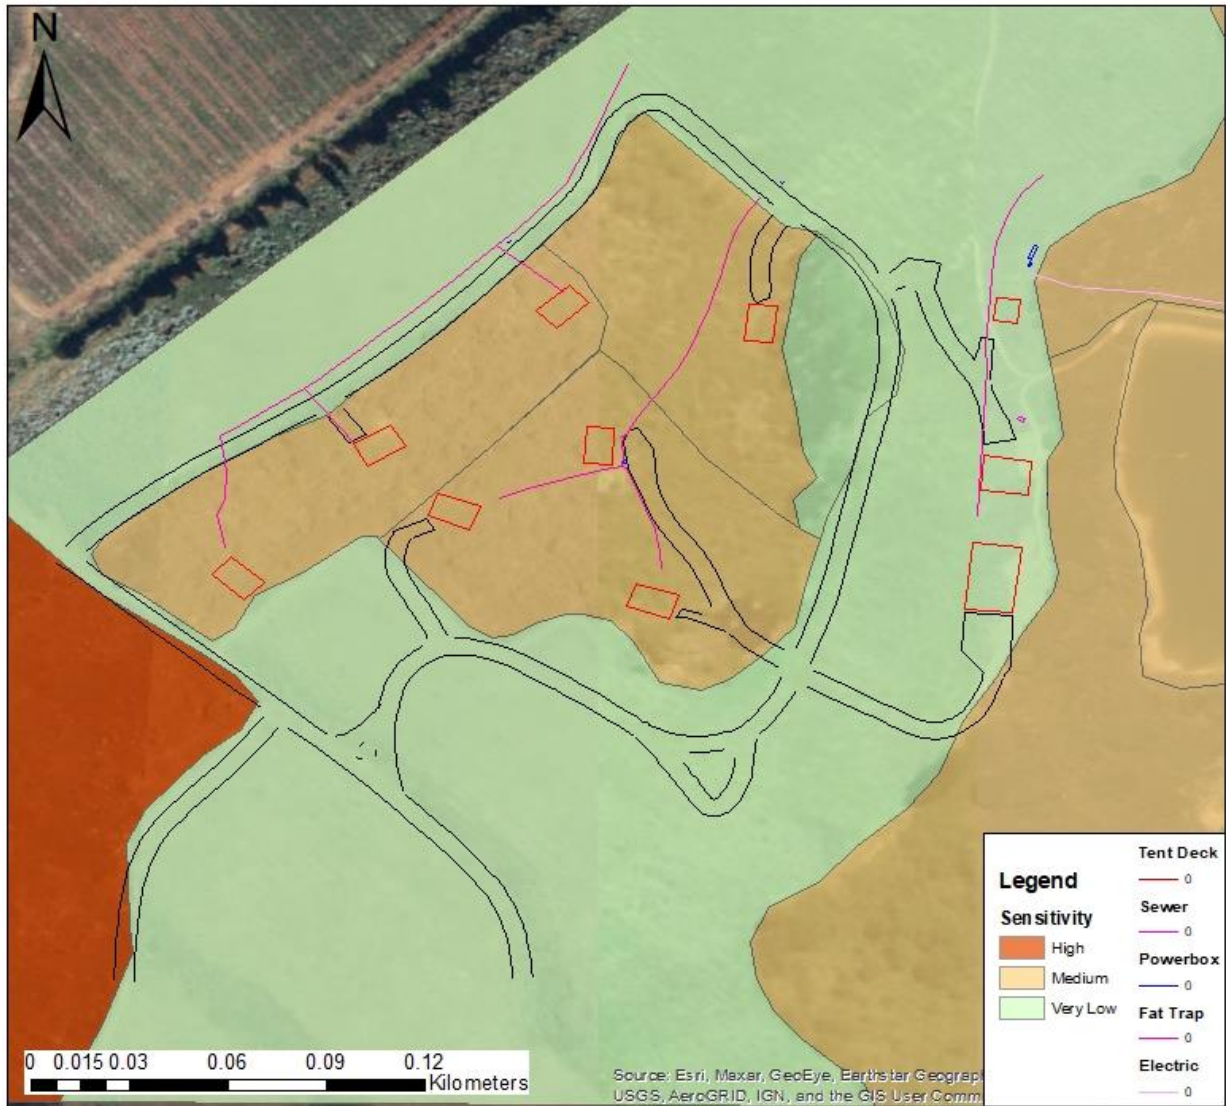 N
Legend
Sensitivity
High
Medium
Very Low
Tent Deck
0
Sewer
0
Powerbox
0
Fat Trap
0
Electric
0
0 0.015 0.03 0.06 0.09 0.12
Kilometers
Source: Esri, Maxar, GeoEye, Earthstar Geograph
USGS, AeroGRID, IGN, and the GIS User Comm